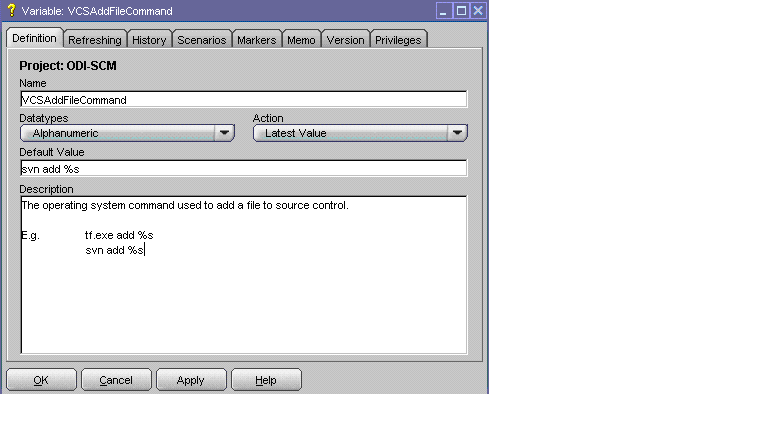 Variable: VCSAddFileCommand
Definition Refreshing History Scenarios Markers Memo Version Privileges
Project: ODI-SCM
Name
VCSAddFileCommand
Datatypes Action
Alphanumeric Latest Value
Default Value
svn add %s
Description
The operating system command used to add a file to source control.
E.g. tf.exe add %s
svn add %s
OK Cancel Apply Help